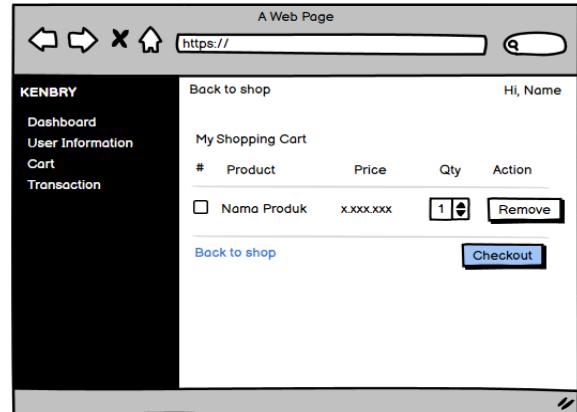 A Web Page
https://
KENBRY
Dashboard
User Information
Cart
Transaction
Back to shop
Hi, Name
My Shopping Cart
# Product Price Qty Action
Nama Produk x.xxx.xxx 1 Remove
Back to shop
Checkout